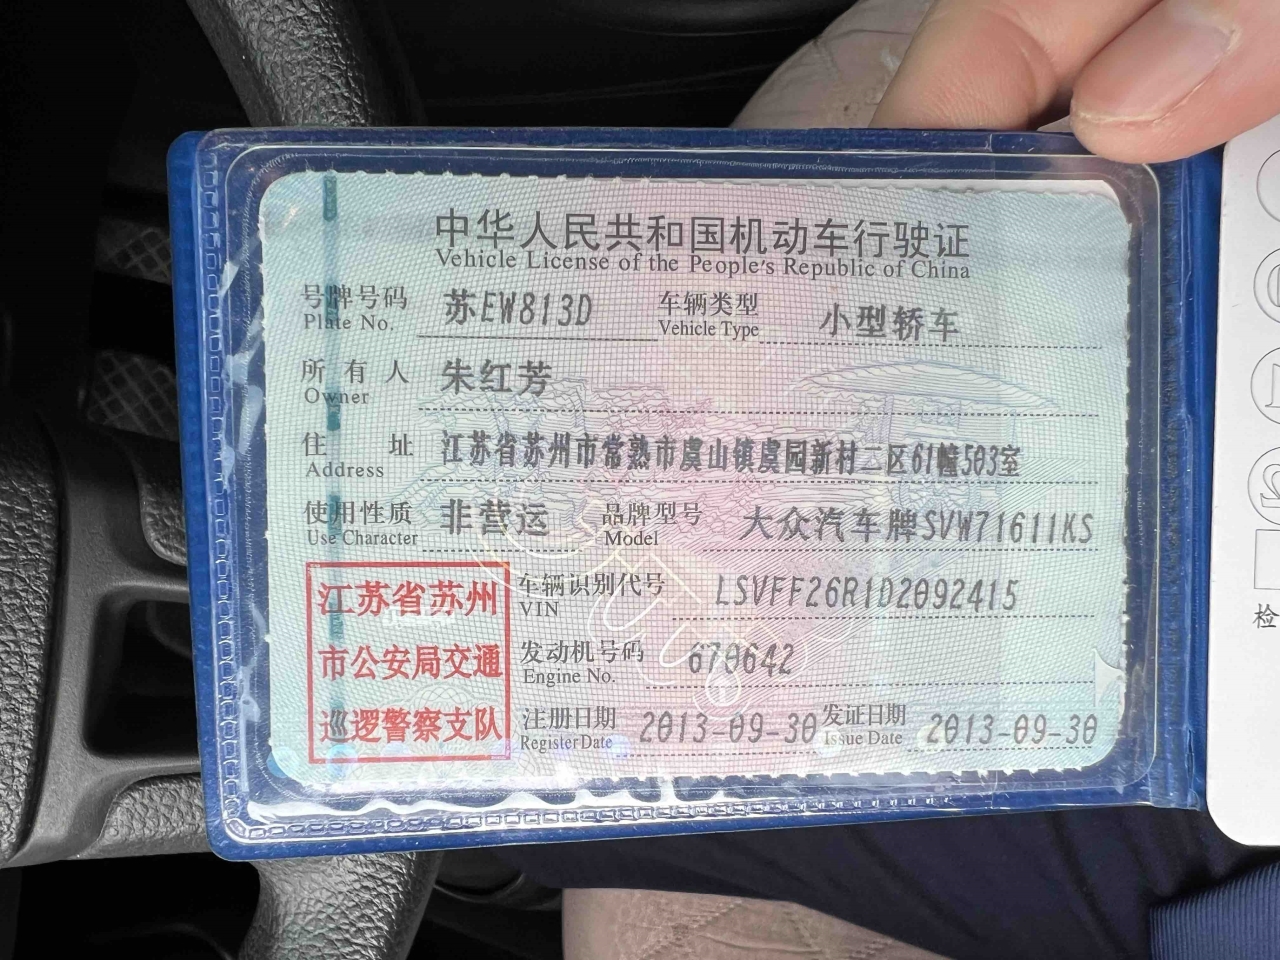 中华人民共和国机动车行驶证
Vehicle License of the People's Republic of China
号牌号码 苏EW813D 车辆类型 小型轿车
Plate No. Vehicle Type
所有人 朱红芳
Owner
住址 江苏省苏州市常熟市虞山镇虞园新村二区61幢503室
Address
使用性质 非营运 品牌型号 大众汽车牌SVW71611KS
Use Character Model
江苏省苏州
市公安局交通
巡逻警察支队
车辆识别代号 LSVFF26R1D2092415
VIN
发动机号码 670642
Engine No.
注册日期 2013-09-30 发证日期 2013-09-30
Register Date Issue Date
检